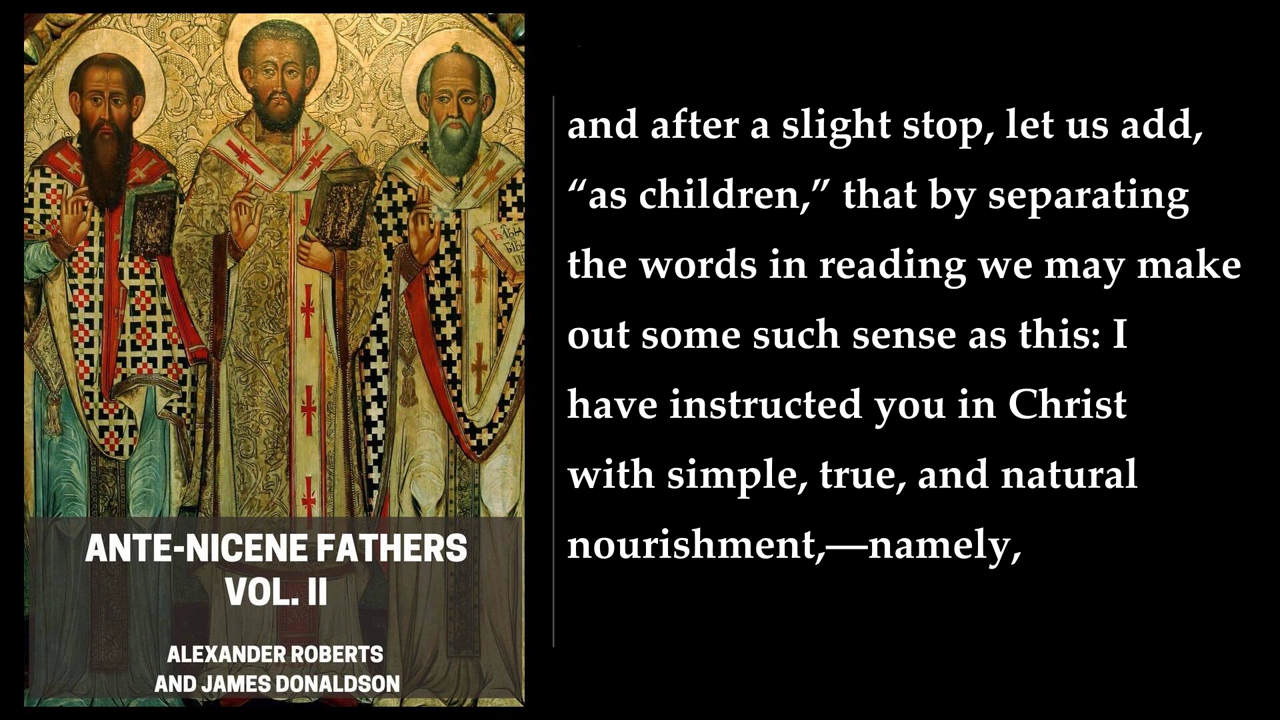 ANTE-NICENE FATHERS
VOL. II
ALEXANDER ROBERTS
AND JAMES DONALDSON
and after a slight stop, let us add,
“as children,” that by separating
the words in reading we may make
out some such sense as this: I
have instructed you in Christ
with simple, true, and natural
nourishment,—namely,